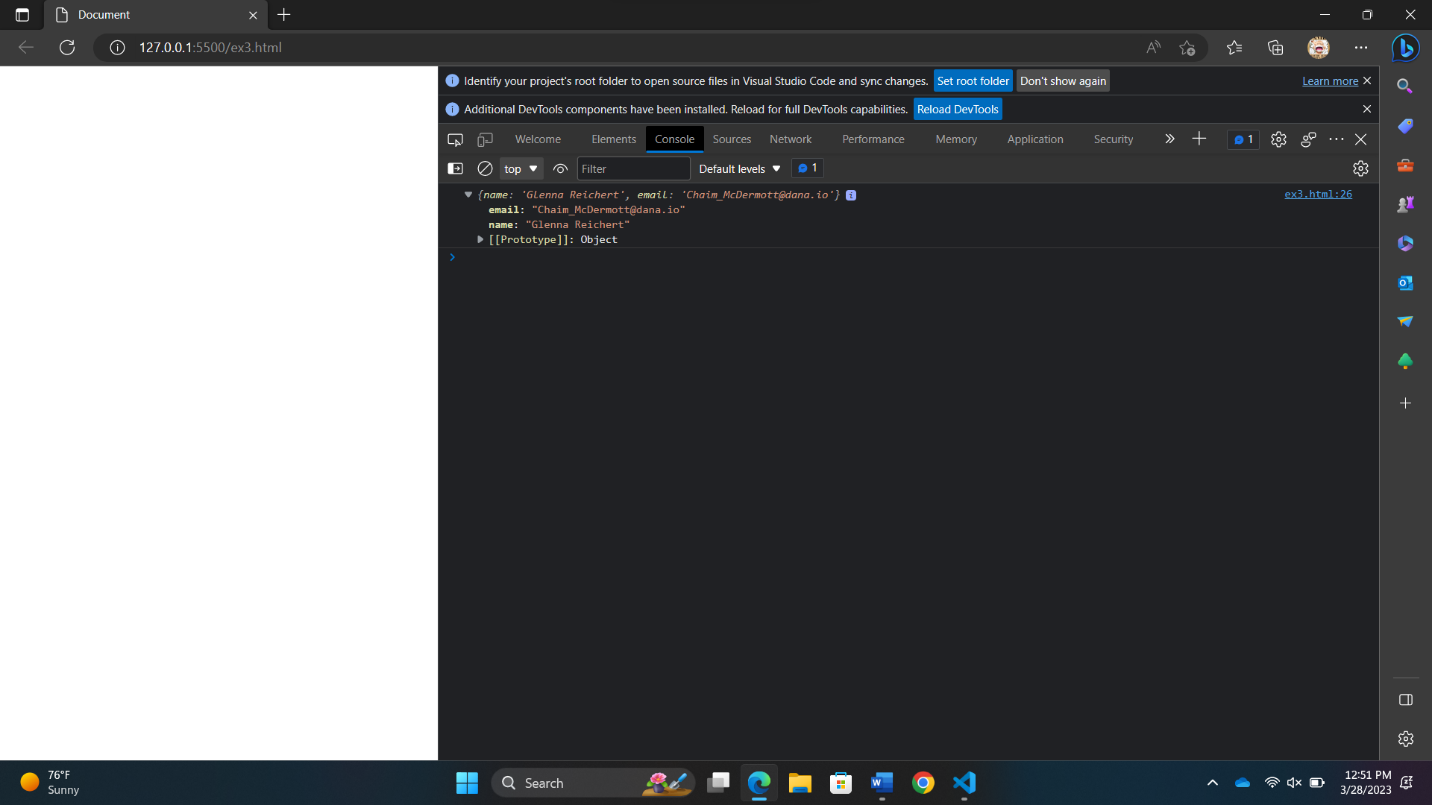 Document
127.0.0.1:5500/ex3.html
Identify your project's root folder to open source files in Visual Studio Code and sync changes. Set root folder Don't show again Learn more
Additional DevTools components have been installed. Reload for full DevTools capabilities. Reload DevTools
Welcome Elements Console Sources Network Performance Memory Application Security 1
top Filter Default levels 1
{name: 'Glenna Reichert', email: 'Chaim_McDermott@dana.io'} ex3.html:26
email: "Chaim_McDermott@dana.io"
name: "Glenna Reichert"
[[Prototype]]: Object
76°F
Sunny
Search
12:51 PM
3/28/2023